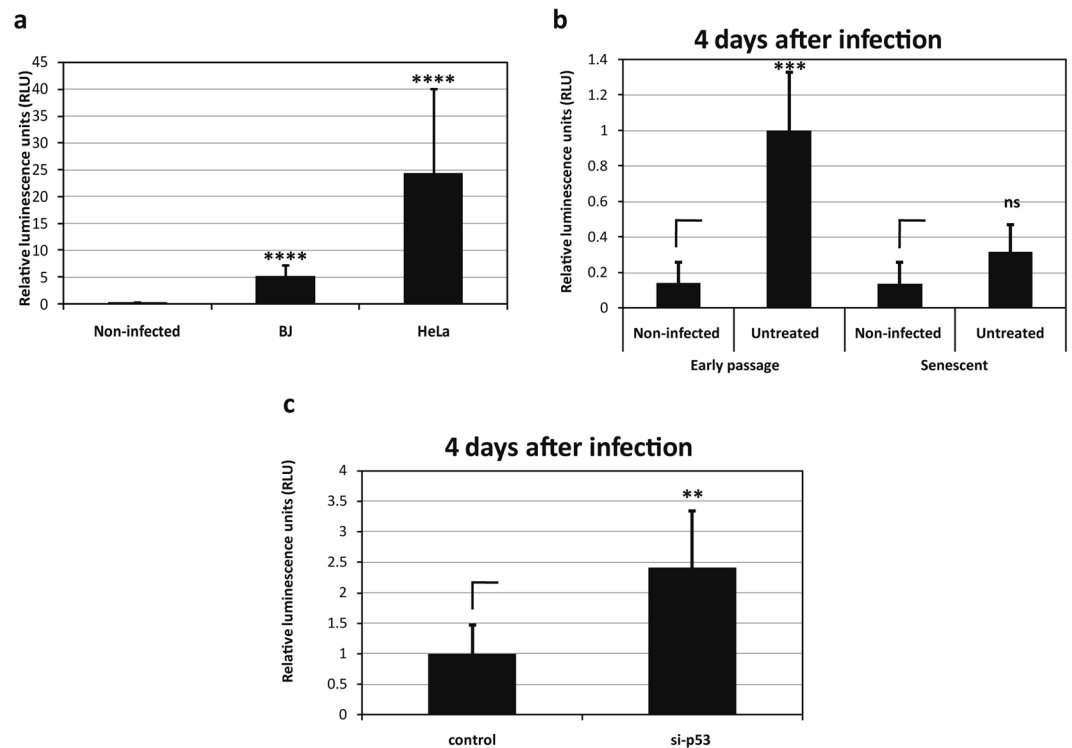 a
Relative luminescence units (RLU)
45
40
35
30
25
20
15
10
5
0
****
****
Non-infected BJ HeLa
b
4 days after infection
Relative luminescence units (RLU)
1.4
1.2
1
0.8
0.6
0.4
0.2
0
***
ns
Non-infected Untreated Non-infected Untreated
Early passage Senescent
c
4 days after infection
Relative luminescence units (RLU)
4
3.5
3
2.5
2
1.5
1
0.5
0
**
control si-p53